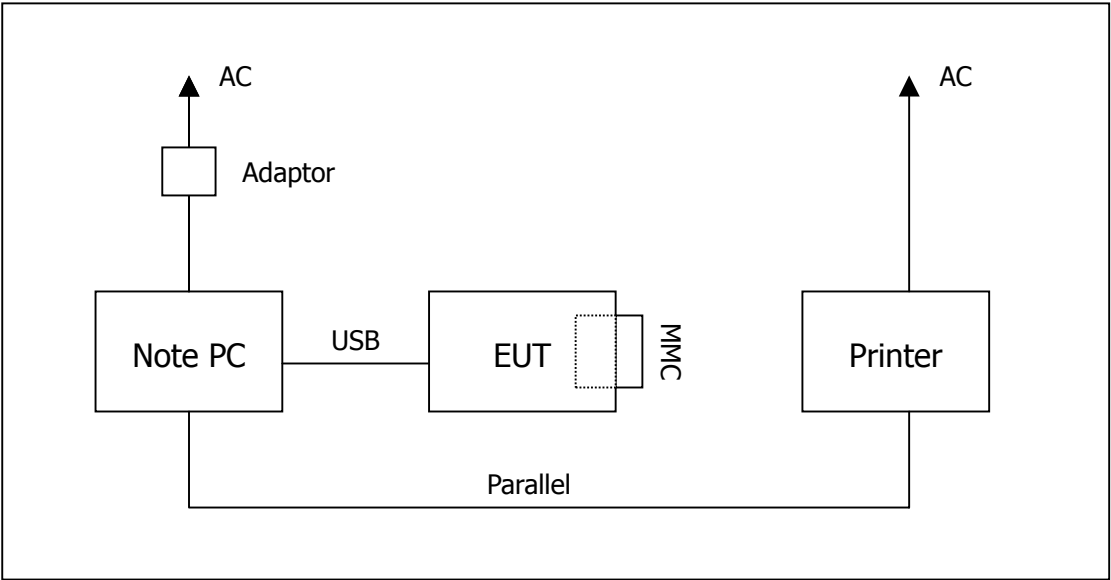 AC
AC
Adaptor
Note PC
USB
EUT
MMC
Printer
Parallel